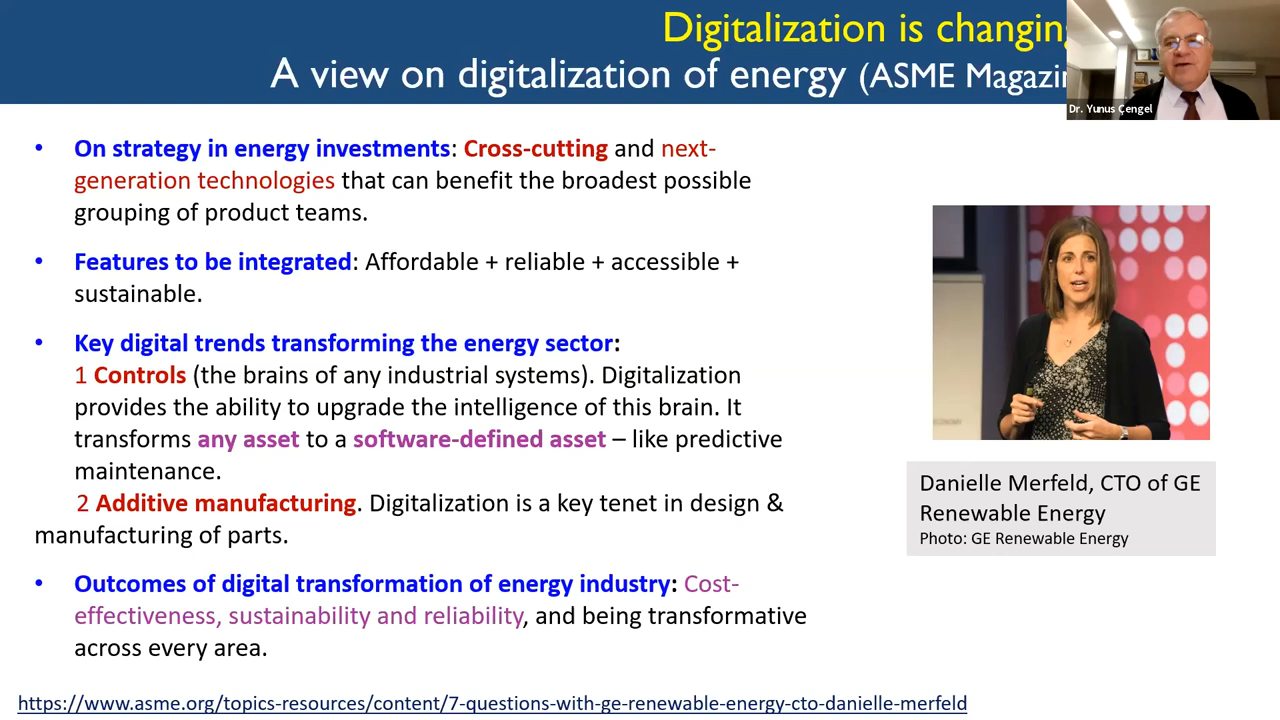 Digitalization is changing
A view on digitalization of energy (ASME
Dr. Yunus Çengel
• On strategy in energy investments: Cross-cutting and next-
generation technologies that can benefit the broadest possible
grouping of product teams.
• Features to be integrated: Affordable + reliable + accessible +
sustainable.
• Key digital trends transforming the energy sector:
1 Controls (the brains of any industrial systems). Digitalization
provides the ability to upgrade the intelligence of this brain. It
transforms any asset to a software-defined asset – like predictive
maintenance.
2 Additive manufacturing. Digitalization is a key tenet in design &
manufacturing of parts.
• Outcomes of digital transformation of energy industry: Cost-
effectiveness, sustainability and reliability, and being transformative
across every area.
Danielle Merfeld, CTO of GE
Renewable Energy
Photo: GE Renewable Energy
https://www.asme.org/topics-resources/content/7-questions-with-ge-renewable-energy-cto-danielle-merfeld